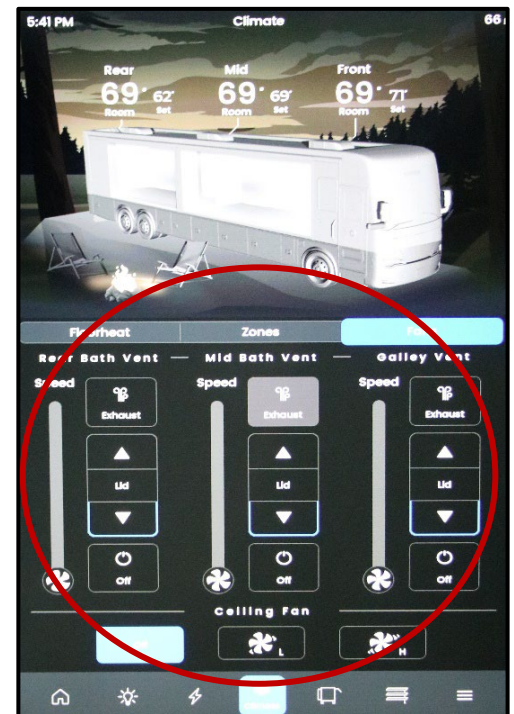 5:41 PM Climate 66
Rear Mid Front
69° 62° 69° 69° 69° 71°
Room Set Room Set Room Set
Floorheat Zones
Rear Bath Vent — Mid Bath Vent — Galley Vent
Speed Speed Speed
Exhaust Exhaust Exhaust
Lid Lid Lid
Off Off Off
Ceiling Fan
L H